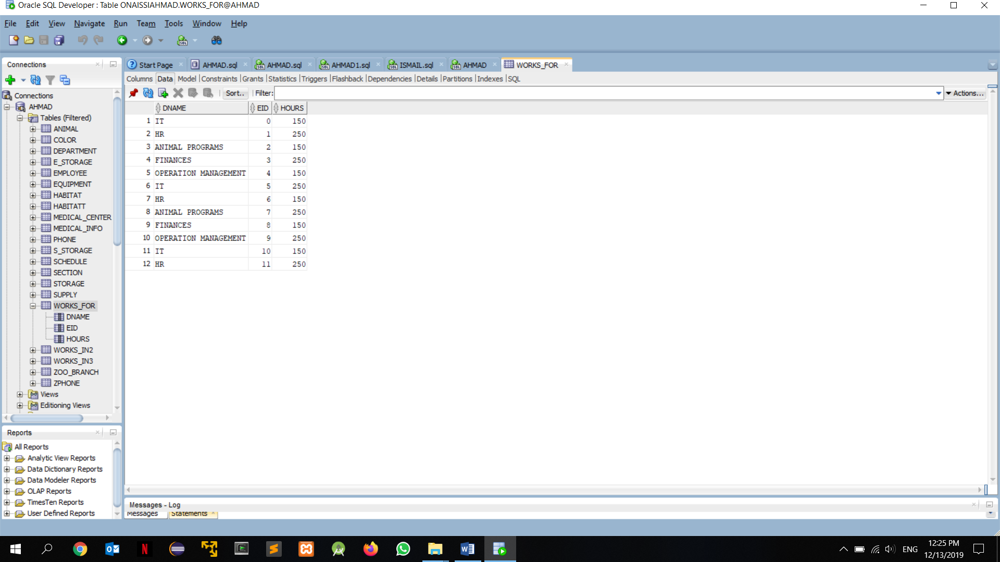 Oracle SQL Developer : Table ONAISSIAHMAD.WORKS_FOR@AHMAD
File Edit View Navigate Run Team Tools Window Help
Connections
Connections
AHMAD
Tables (Filtered)
ANIMAL
COLOR
DEPARTMENT
E_STORAGE
EMPLOYEE
EQUIPMENT
HABITAT
HABITATT
MEDICAL_CENTER
MEDICAL_INFO
PHONE
S_STORAGE
SCHEDULE
SECTION
STORAGE
SUPPLY
WORKS_FOR
DNAME
EID
HOURS
WORKS_IN2
WORKS_IN3
ZOO_BRANCH
ZPHONE
Views
Editioning Views
Reports
All Reports
Analytic View Reports
Data Dictionary Reports
Data Modeler Reports
OLAP Reports
TimesTen Reports
User Defined Reports
Start Page AHMAD.sql AHMAD.sql AHMAD1.sql ISMAIL.sql AHMAD WORKS_FOR
Columns Data Model Constraints Grants Statistics Triggers Flashback Dependencies Details Partitions Indexes SQL
Sort.. Filter: Actions...
DNAME EID HOURS
1 IT 0 150
2 HR 1 250
3 ANIMAL PROGRAMS 2 150
4 FINANCES 3 250
5 OPERATION MANAGEMENT 4 150
6 IT 5 250
7 HR 6 150
8 ANIMAL PROGRAMS 7 250
9 FINANCES 8 150
10 OPERATION MANAGEMENT 9 250
11 IT 10 150
12 HR 11 250
Messages - Log
Messages Statements
ENG
12:25 PM
12/13/2019